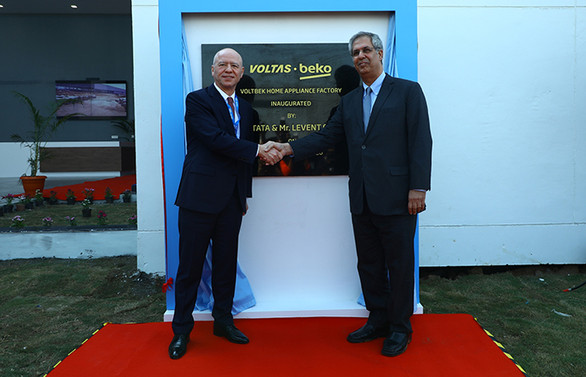 VOLTAS · beko
VOLTBEK HOME APPLIANCE FACTORY
INAUGURATED
BY:
TATA & Mr. LEVENT